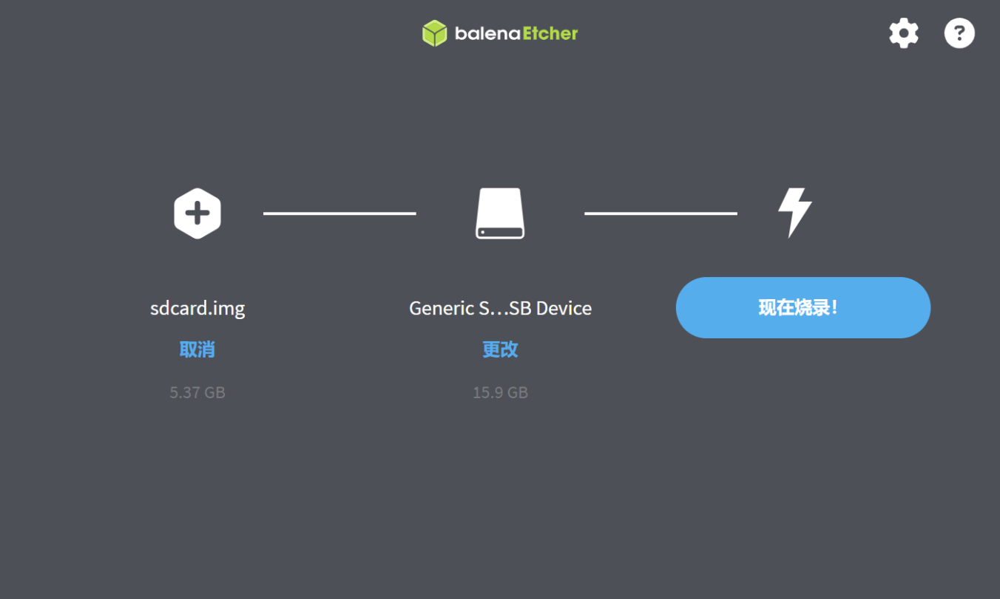 balenaEtcher
?
sdcard.img
取消
5.37 GB
Generic S...SB Device
更改
15.9 GB
现在烧录!